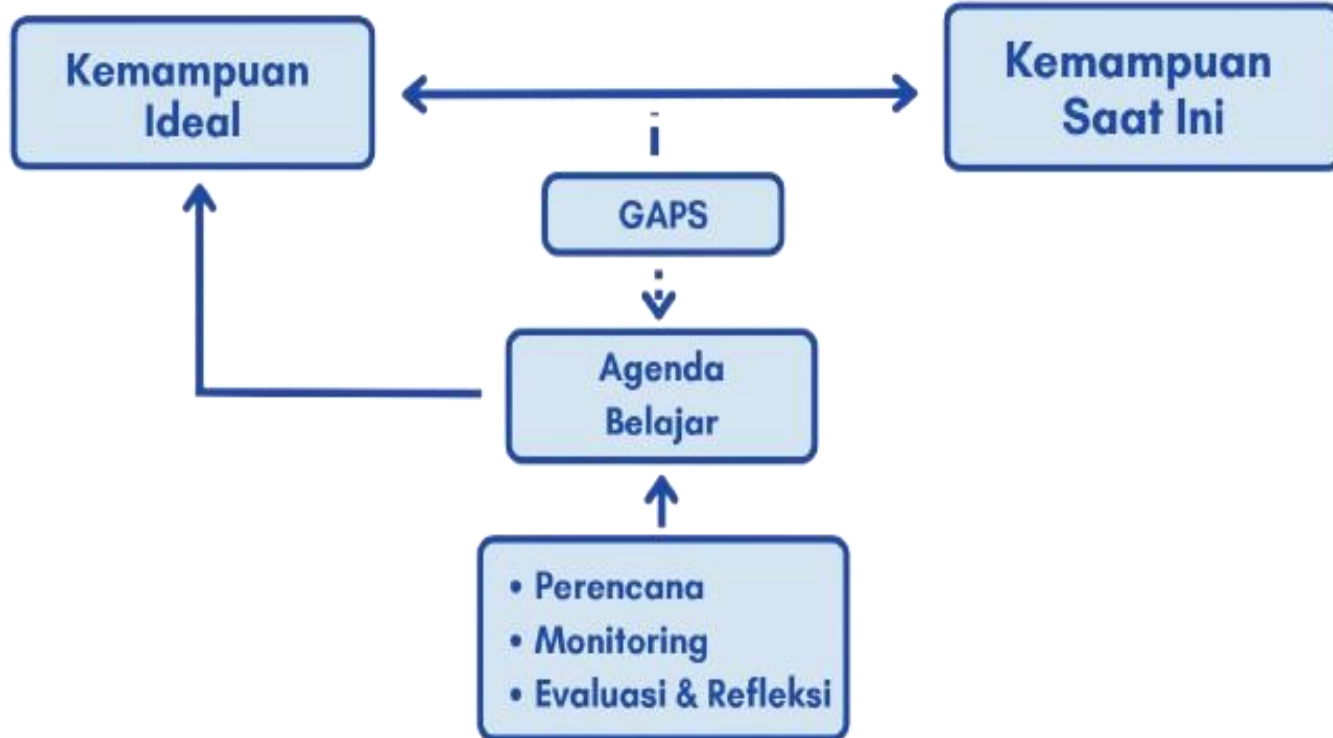 Kemampuan
Ideal
Kemampuan
Saat Ini
GAPS
Agenda
Belajar
• Perencana
• Monitoring
• Evaluasi & Refleksi